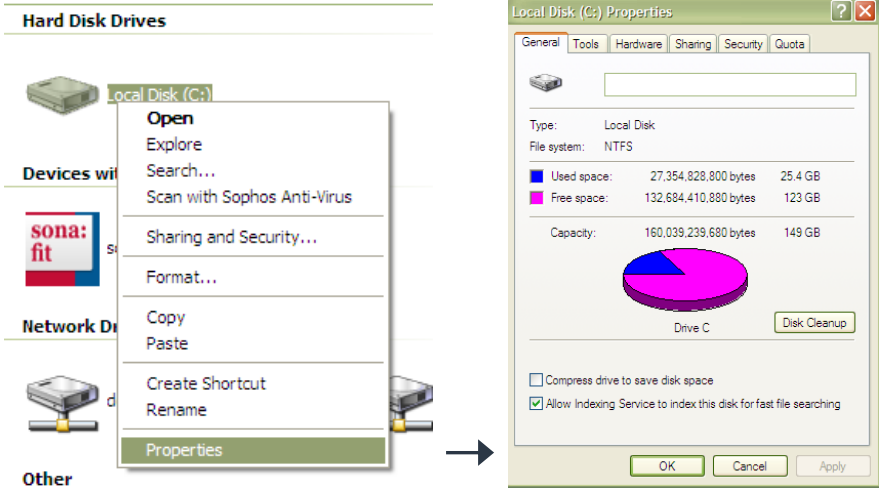 Hard Disk Drives
Local Disk (C:)
Open
Explore
Search...
Scan with Sophos Anti-Virus
Sharing and Security...
Format...
Copy
Paste
Create Shortcut
Rename
Properties
Devices wit
sona:
fit
Network Dr
d
Other
Local Disk (C:) Properties
General Tools Hardware Sharing Security Quota
Type: Local Disk
File system: NTFS
Used space: 27,354,828,800 bytes 25.4 GB
Free space: 132,684,410,880 bytes 123 GB
Capacity: 160,039,239,680 bytes 149 GB
Drive C
Disk Cleanup
Compress drive to save disk space
Allow Indexing Service to index this disk for fast file searching
OK Cancel Apply